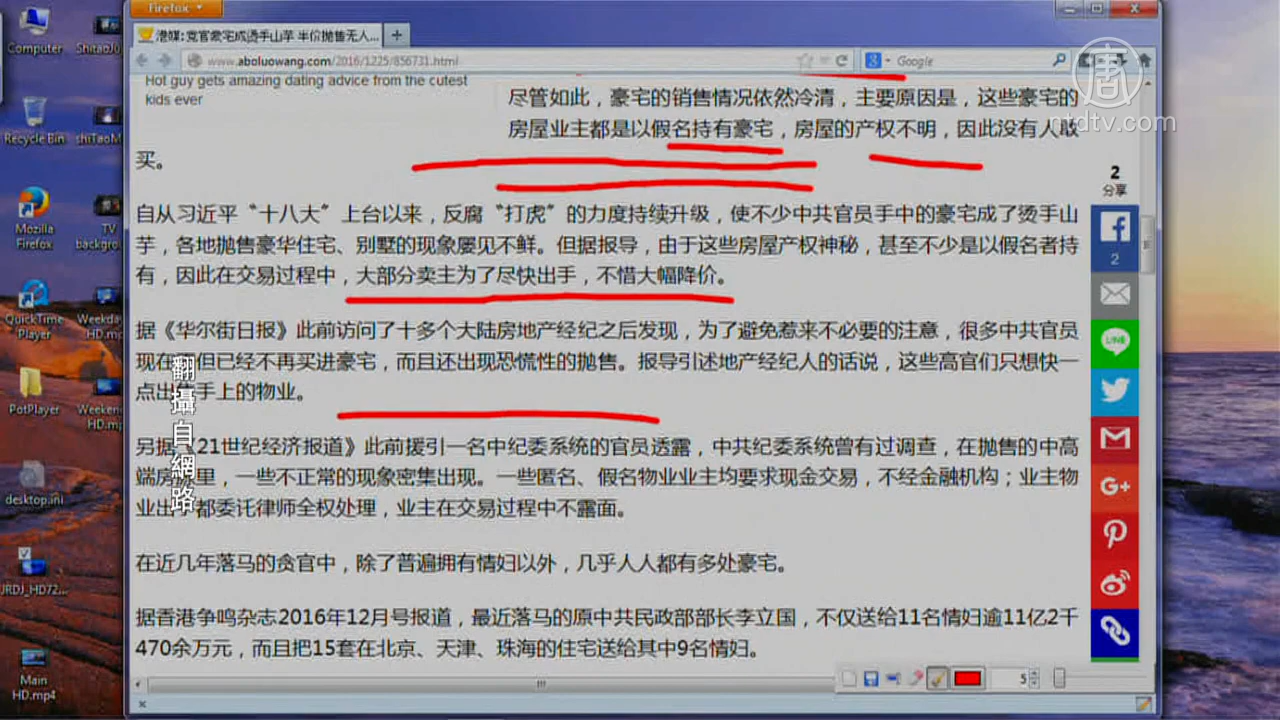 Firefox
港媒:党官豪宅成烫手山芋 半价抛售无人...
www.aboluowang.com/2016/1225/856731.html
Google
Hot guy gets amazing dating advice from the cutest
kids ever
尽管如此，豪宅的销售情况依然冷清，主要原因是，这些豪宅的
房屋业主都是以假名持有豪宅，房屋的产权不明，因此没有人敢
买。
自从习近平〝十八大〞上台以来，反腐〝打虎〞的力度持续升级，使不少中共官员手中的豪宅成了烫手山
芋，各地抛售豪华住宅、别墅的现象屡见不鲜。但据报导，由于这些房屋产权神秘，甚至不少是以假名者持
有，因此在交易过程中，大部分卖主为了尽快出手，不惜大幅降价。
据《华尔街日报》此前访问了十多个大陆房地产经纪之后发现，为了避免惹来不必要的注意，很多中共官员
现在 但已经不再买进豪宅，而且还出现恐慌性的抛售。报导引述地产经纪人的话说，这些高官们只想快一
点出 手上的物业。
另据《21世纪经济报道》此前援引一名中纪委系统的官员透露，中共纪委系统曾有过调查，在抛售的中高
端房 里，一些不正常的现象密集出现。一些匿名、假名物业业主均要求现金交易，不经金融机构；业主物
业出 都委托律师全权处理，业主在交易过程中不露面。
在近几年落马的贪官中，除了普遍拥有情妇以外，几乎人人都有多处豪宅。
据香港争鸣杂志2016年12月号报道，最近落马的原中共民政部部长李立国，不仅送给11名情妇逾11亿2千
470余万元，而且把15套在北京、天津、珠海的住宅送给其中9名情妇。
2
分享
2
LINE
G+
5
翻攝自網路
唐
ntdtv.com
Computer
ShitaoJu
Recycle Bin
shiTaoM
Mozilla
Firefox
TV
backgrou
QuickTime
Player
Weekday
HD.mp
PotPlayer
Weekend
HD.mp
desktop.ini
JRDJ_HD72...
Main
HD.mp4